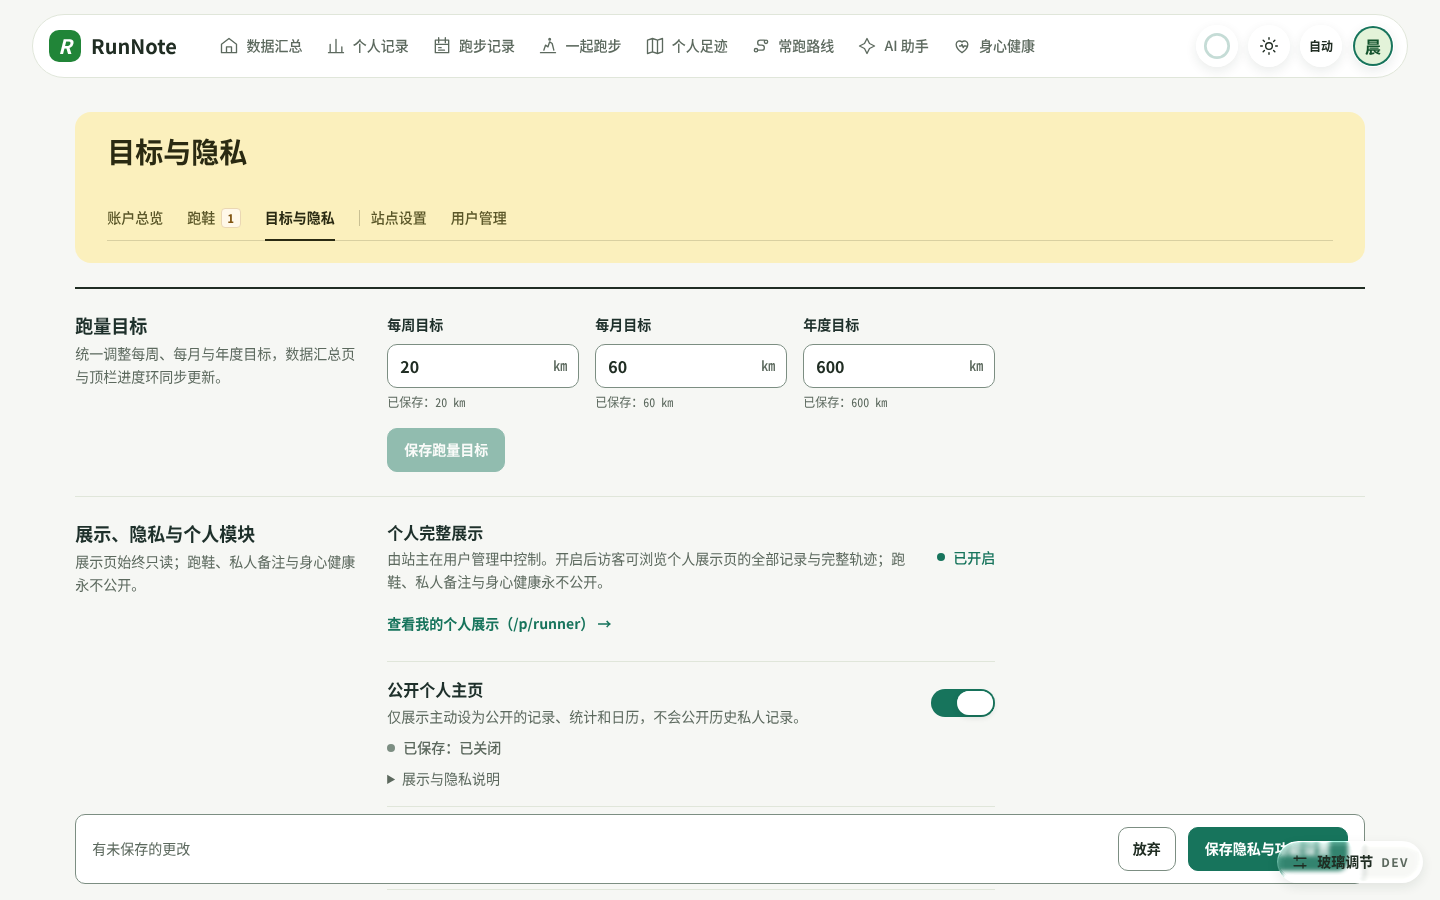 R RunNote 数据汇总 个人记录 跑步记录 一起跑步 个人足迹 常跑路线 AI 助手 身心健康 自动 晨
目标与隐私
账户总览 跑鞋 1 目标与隐私 站点设置 用户管理
跑量目标
统一调整每周、每月与年度目标，数据汇总页
与顶栏进度环同步更新。
每周目标 每月目标 年度目标
20 km 60 km 600 km
已保存：20 km 已保存：60 km 已保存：600 km
保存跑量目标
展示、隐私与个人模块
展示页始终只读；跑鞋、私人备注与身心健康
永不公开。
个人完整展示
由站主在用户管理中控制。开启后访客可浏览个人展示页的全部记录与完整轨迹；跑
鞋、私人备注与身心健康永不公开。
已开启
查看我的个人展示（/p/runner） →
公开个人主页
仅展示主动设为公开的记录、统计和日历，不会公开历史私人记录。
已保存：已关闭
展示与隐私说明
有未保存的更改 放弃 保存隐私与功
玻璃调节 DEV